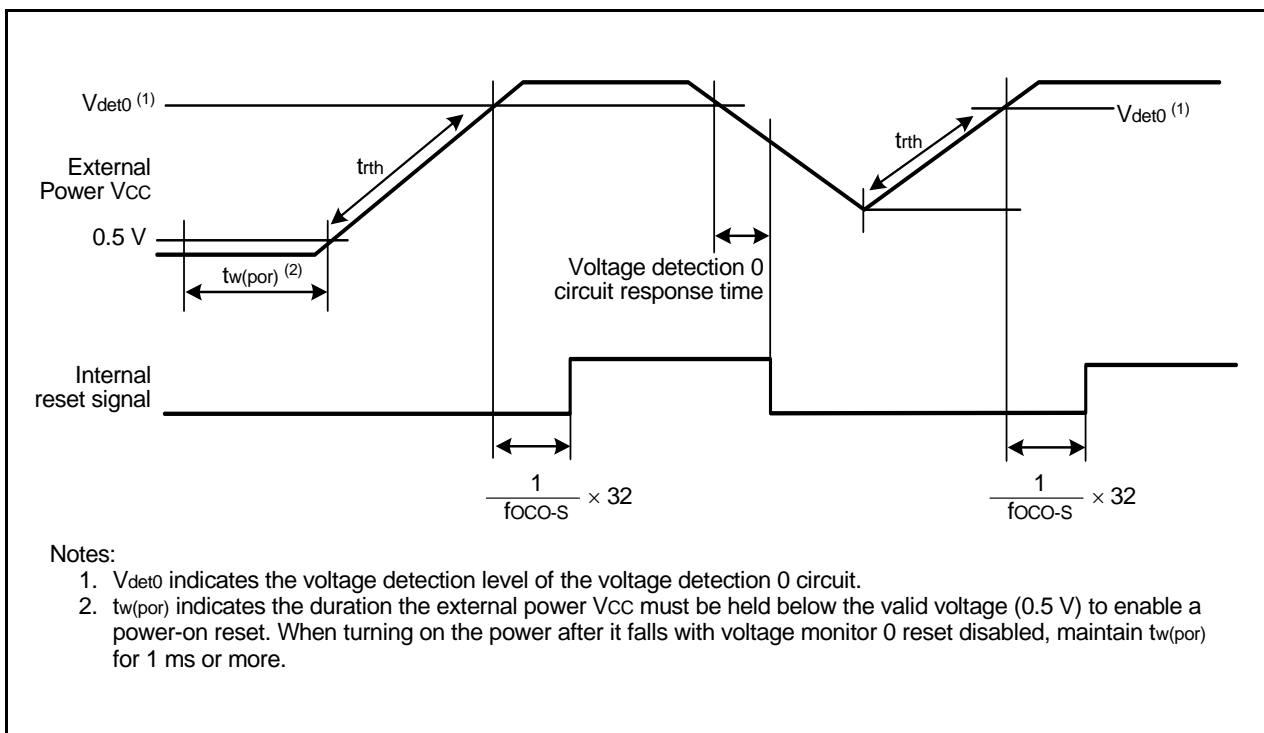 Vdet0 (1)
External
Power VCC
trth
0.5 V
tw(por) (2)
Voltage detection 0
circuit response time
trth
Vdet0 (1)
Internal
reset signal
1
fOCO-S
× 32
1
fOCO-S
× 32
Notes:
1. Vdet0 indicates the voltage detection level of the voltage detection 0 circuit.
2. tw(por) indicates the duration the external power VCC must be held below the valid voltage (0.5 V) to enable a
power-on reset. When turning on the power after it falls with voltage monitor 0 reset disabled, maintain tw(por)
for 1 ms or more.